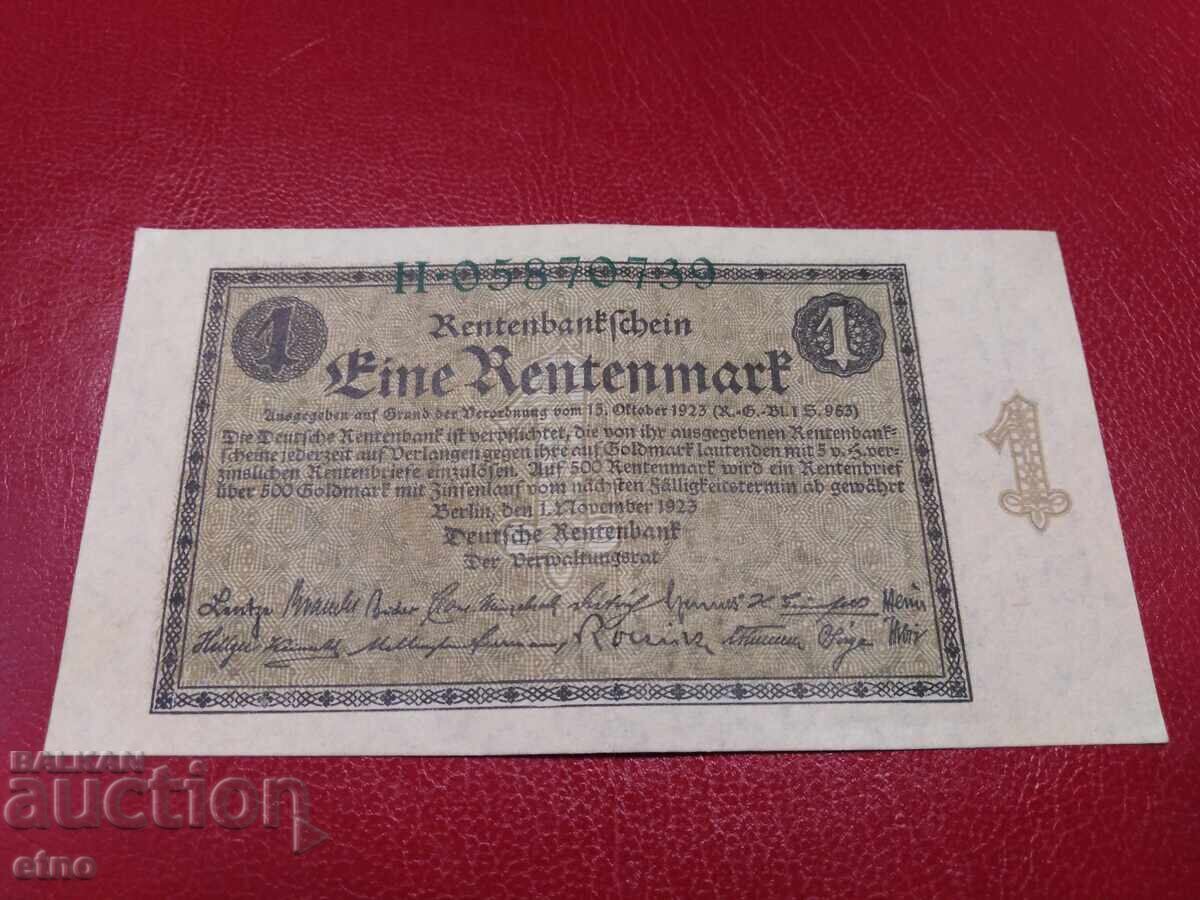 H·05870739
1 1
Rentenbankschein
Eine Rentenmark
Ausgegeben auf Grund der Verordnung vom 15. Oktober 1923 (R.-G.-Bl. I S. 963)
Die Deutsche Rentenbank ist verpflichtet, die von ihr ausgegebenen Rentenbank-
scheine jederzeit auf Verlangen gegen ihre auf Goldmark lautenden mit 5 v. H. ver-
zinslichen Rentenbriefe einzulösen. Auf 500 Rentenmark wird ein Rentenbrief
über 500 Goldmark mit Zinsenlauf vom nächsten Fälligkeitstermin ab gewährt
Berlin, den 1. November 1923
Deutsche Rentenbank
Der Verwaltungsrat
1
Lentze
Hilger
BALKAN
auction
etno